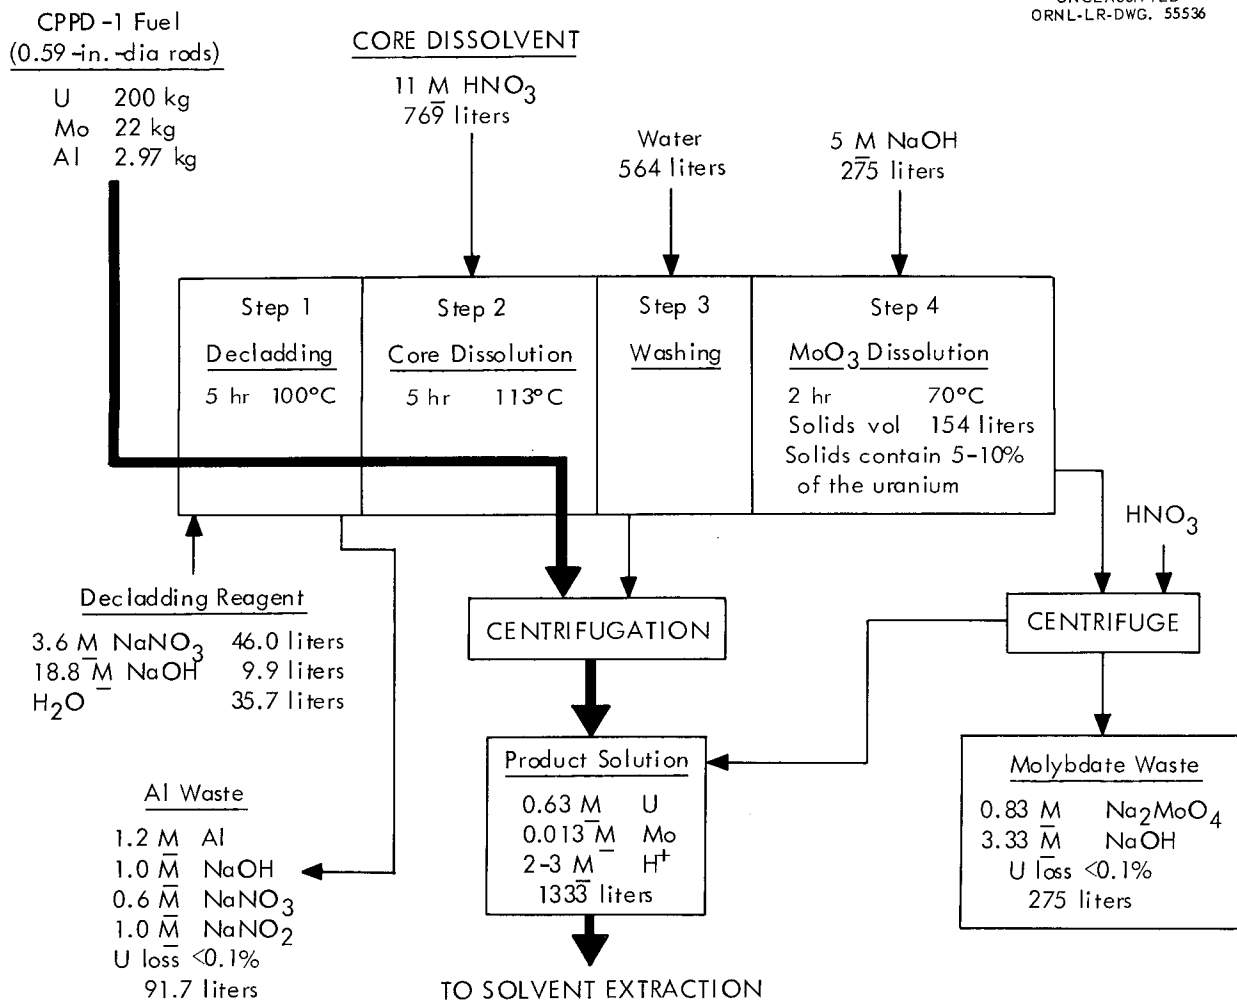 ORNL-LR-DWG. 55536
CPPD-1 Fuel
(0.59-in.-dia rods)
U 200 kg
Mo 22 kg
Al 2.97 kg
CORE DISSOLVENT
11 M HNO3
769 liters
Water
564 liters
5 M NaOH
275 liters
Step 1
Decladding
5 hr 100°C
Step 2
Core Dissolution
5 hr 113°C
Step 3
Washing
Step 4
MoO3 Dissolution
2 hr 70°C
Solids vol 154 liters
Solids contain 5-10%
of the uranium
HNO3
Decladding Reagent
3.6 M NaNO3 46.0 liters
18.8 M NaOH 9.9 liters
H2O 35.7 liters
CENTRIFUGATION
CENTRIFUGE
Al Waste
1.2 M Al
1.0 M NaOH
0.6 M NaNO3
1.0 M NaNO2
U loss <0.1%
91.7 liters
Product Solution
0.63 M U
0.013 M Mo
2-3 M H+
1333 liters
Molybdate Waste
0.83 M Na2MoO4
3.33 M NaOH
U loss <0.1%
275 liters
TO SOLVENT EXTRACTION